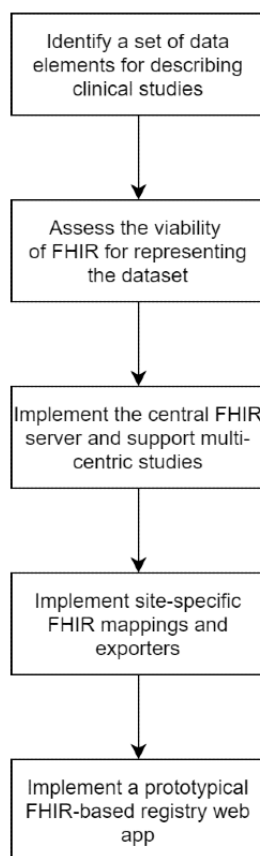 Identify a set of data
elements for describing
clinical studies
Assess the viability
of FHIR for representing
the dataset
Implement the central FHIR
server and support multi-
centric studies
Implement site-specific
FHIR mappings and
exporters
Implement a prototypical
FHIR-based registry web
app